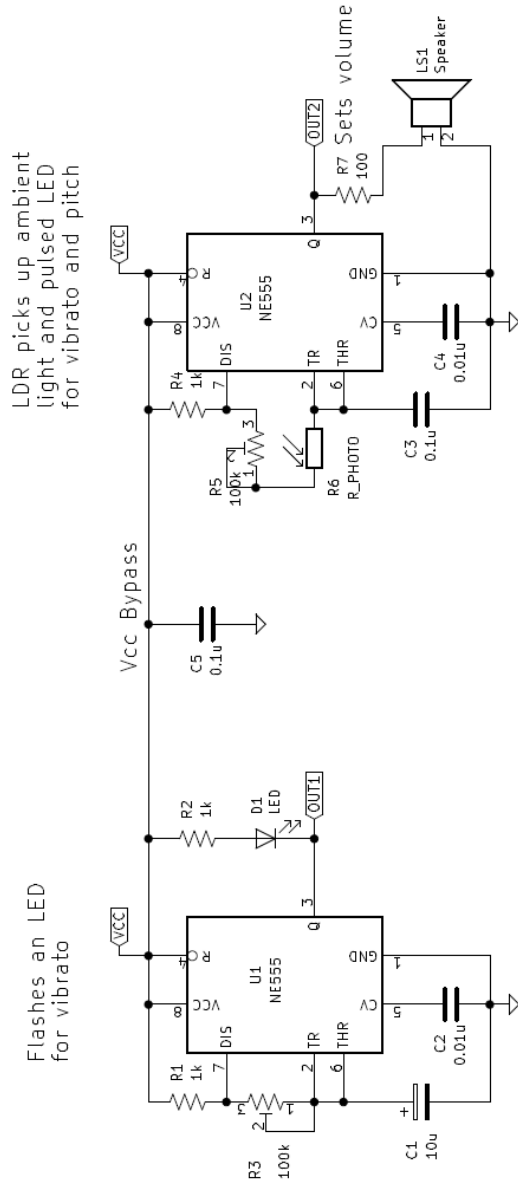 Flashes an LED
for vibrato
VCC
R1
1k
8
VCC
4
R
7
DIS
U1
NE555
R3
100k
3
2
1
2
TR
6
THR
Q
3
CV
5
GND
1
C1
10u
+
C2
0.01u
R2
1k
D1
LED
OUT1
Vcc Bypass
C5
0.1u
LDR picks up ambient
light and pulsed LED
for vibrato and pitch
VCC
R4
1k
8
VCC
4
R
7
DIS
U2
NE555
R5
100k
1
2
3
R6
R_PHOTO
2
TR
6
THR
Q
3
CV
5
GND
1
C3
0.1u
C4
0.01u
OUT2
R7
100
Sets volume
1
2
LS1
Speaker